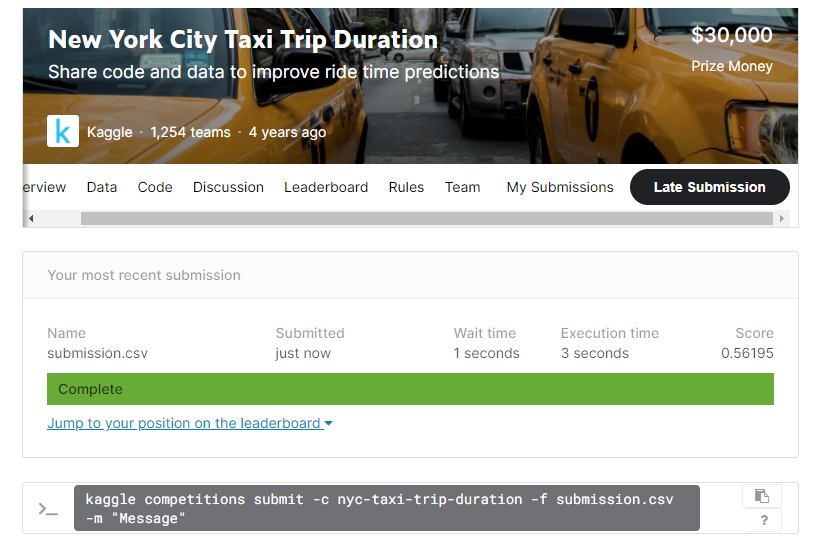 New York City Taxi Trip Duration
$30,000
Share code and data to improve ride time predictions
Prize Money
k Kaggle · 1,254 teams · 4 years ago
erview Data Code Discussion Leaderboard Rules Team My Submissions Late Submission
Your most recent submission
Name Submitted Wait time Execution time Score
submission.csv just now 1 seconds 3 seconds 0.56195
Complete
Jump to your position on the leaderboard
>_ kaggle competitions submit -c nyc-taxi-trip-duration -f submission.csv
-m "Message"
?